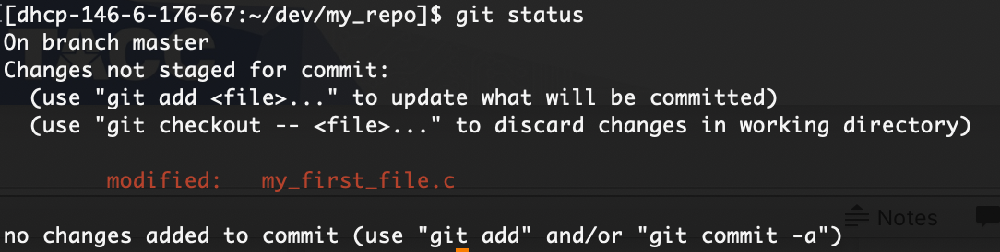 [dhcp-146-6-176-67:~/dev/my_repo]$ git status
On branch master
Changes not staged for commit:
  (use "git add <file>..." to update what will be committed)
  (use "git checkout -- <file>..." to discard changes in working directory)
        modified:   my_first_file.c
Notes
no changes added to commit (use "git add" and/or "git commit -a")
TACC